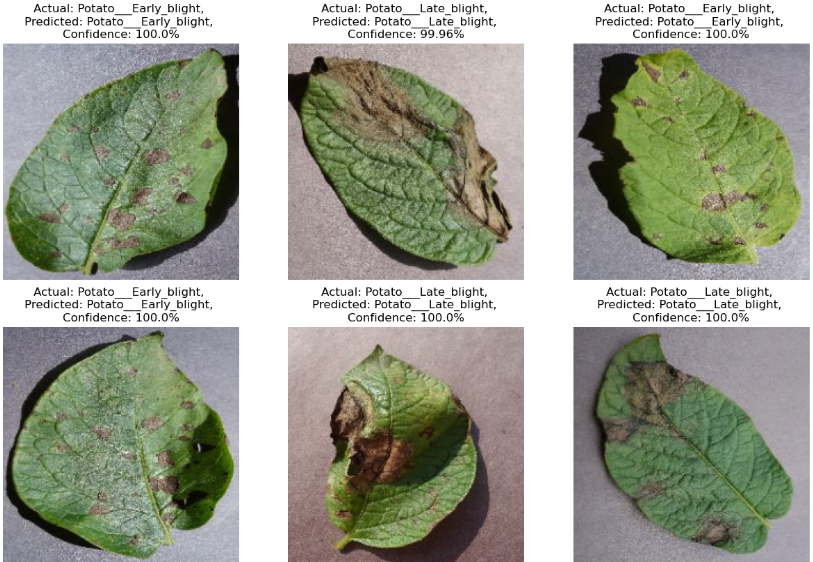 Actual: Potato___Early_blight,
Predicted: Potato___Early_blight,
Confidence: 100.0%
Actual: Potato___Late_blight,
Predicted: Potato___Late_blight,
Confidence: 99.96%
Actual: Potato___Early_blight,
Predicted: Potato___Early_blight,
Confidence: 100.0%
Actual: Potato___Early_blight,
Predicted: Potato___Early_blight,
Confidence: 100.0%
Actual: Potato___Late_blight,
Predicted: Potato___Late_blight,
Confidence: 100.0%
Actual: Potato___Late_blight,
Predicted: Potato___Late_blight,
Confidence: 100.0%